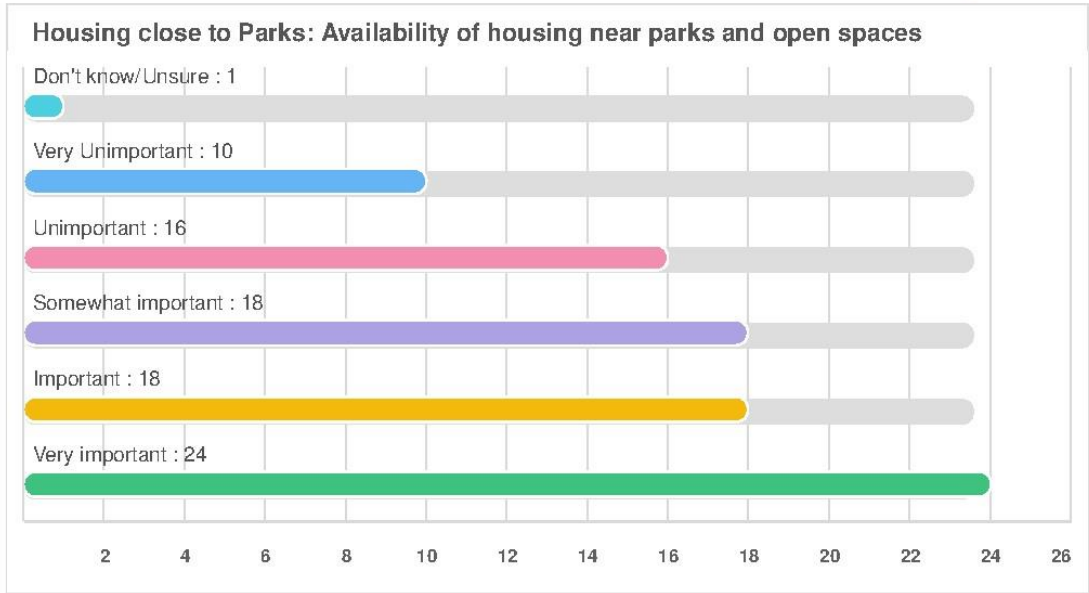 Housing close to Parks: Availability of housing near parks and open spaces
Don't know/Unsure : 1
Very Unimportant : 10
Unimportant : 16
Somewhat important : 18
Important : 18
Very important : 24
2 4 6 8 10 12 14 16 18 20 22 24 26